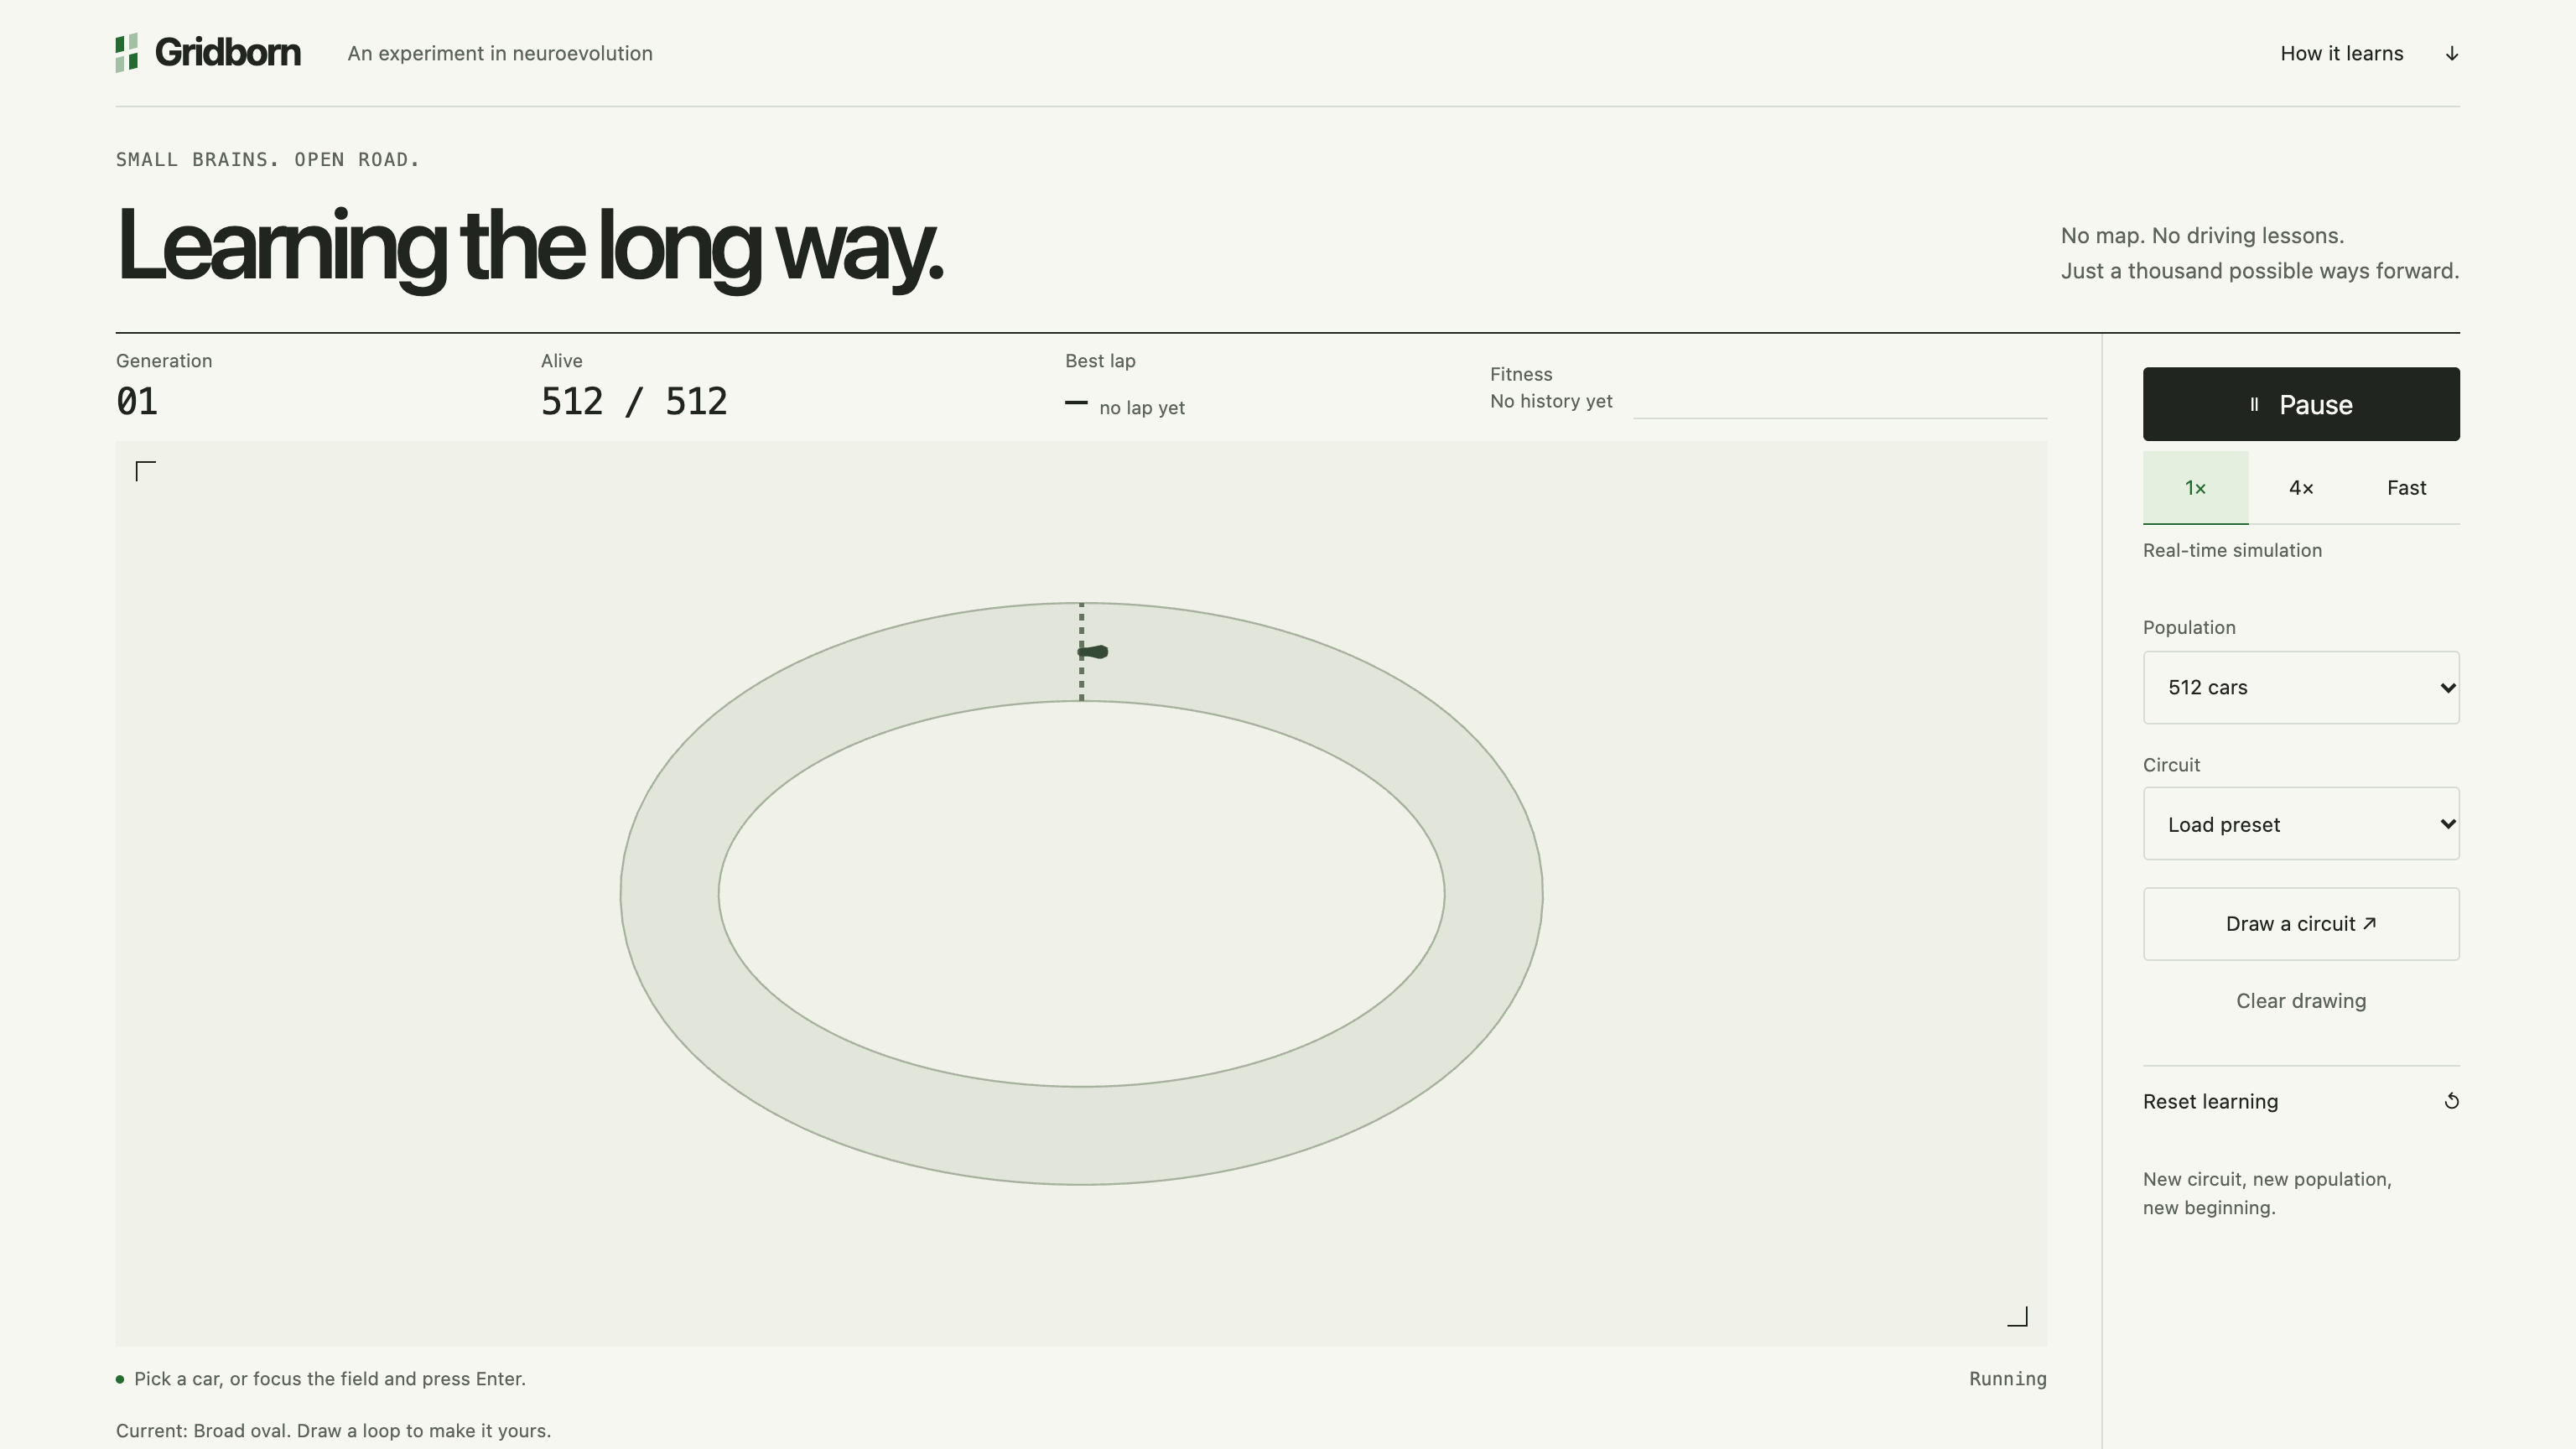 Gridborn
An experiment in neuroevolution
How it learns ↓
SMALL BRAINS. OPEN ROAD.
Learning the long way.
No map. No driving lessons.
Just a thousand possible ways forward.
Generation
01
Alive
512 / 512
Best lap
— no lap yet
Fitness
No history yet
Pause
1×
4×
Fast
Real-time simulation
Population
512 cars
Circuit
Load preset
Draw a circuit ↗
Clear drawing
Reset learning
New circuit, new population,
new beginning.
Pick a car, or focus the field and press Enter.
Running
Current: Broad oval. Draw a loop to make it yours.